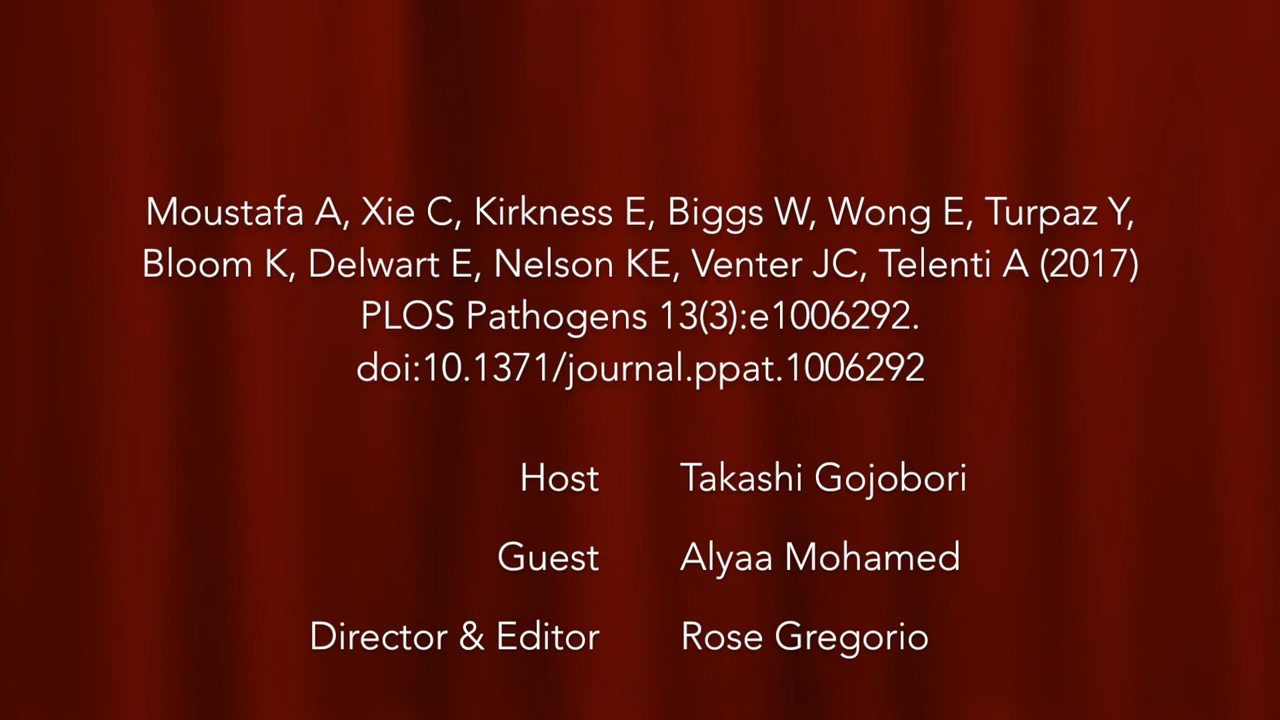 Moustafa A, Xie C, Kirkness E, Biggs W, Wong E, Turpaz Y,
Bloom K, Delwart E, Nelson KE, Venter JC, Telenti A (2017)
PLOS Pathogens 13(3):e1006292.
doi:10.1371/journal.ppat.1006292
Host Takashi Gojobori
Guest Alyaa Mohamed
Director & Editor Rose Gregorio